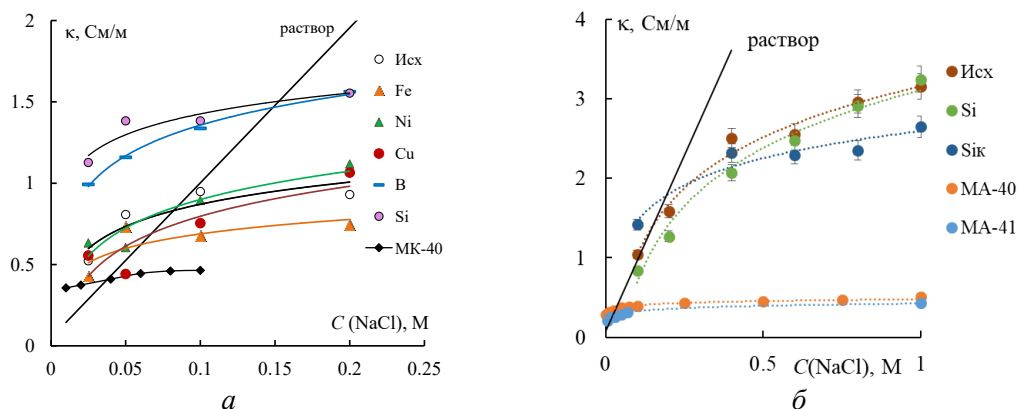 κ, См/м
раствор
2
1.5
1
0.5
0
0
0.05
0.1
0.15
0.2
0.25
C (NaCl), М
Исх
Fe
Ni
Cu
B
Si
МК-40
а
κ, См/м
раствор
4
3
2
1
0
0
0.5
1
C(NaCl), М
Исх
Si
Siк
МА-40
МА-41
б